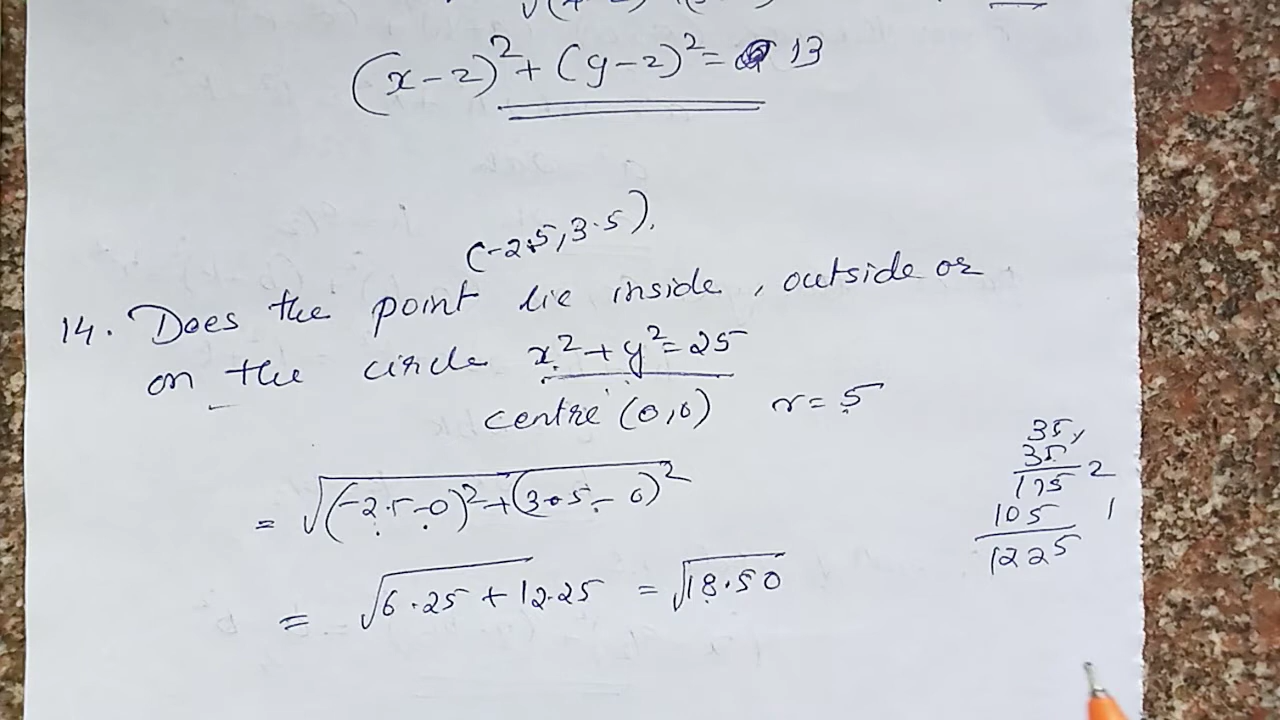 (x-2)²+(y-2)²= 13
(-2.5,3.5).
14. Does the point lie inside, outside or
on the circle x²+y²=25
centre (0,0) r= 5
= √(-2.5-0)²+(3.5-0)²
= √6.25+12.25 = √18.50
35
35
175 2
105 1
1225